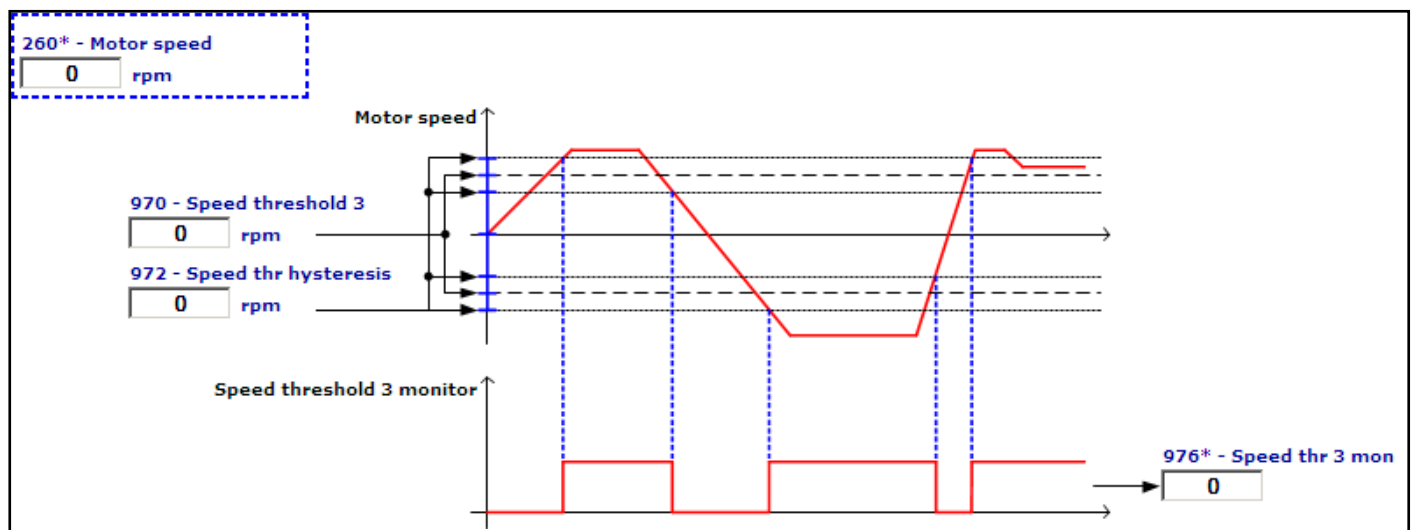 260* - Motor speed
0 rpm
Motor speed
970 - Speed threshold 3
0 rpm
972 - Speed thr hysteresis
0 rpm
Speed threshold 3 monitor
976* - Speed thr 3 mon
0